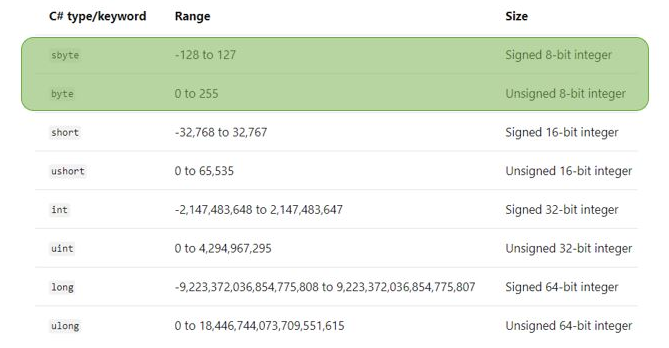 C# type/keyword Range Size
sbyte -128 to 127 Signed 8-bit integer
byte 0 to 255 Unsigned 8-bit integer
short -32,768 to 32,767 Signed 16-bit integer
ushort 0 to 65,535 Unsigned 16-bit integer
int -2,147,483,648 to 2,147,483,647 Signed 32-bit integer
uint 0 to 4,294,967,295 Unsigned 32-bit integer
long -9,223,372,036,854,775,808 to 9,223,372,036,854,775,807 Signed 64-bit integer
ulong 0 to 18,446,744,073,709,551,615 Unsigned 64-bit integer